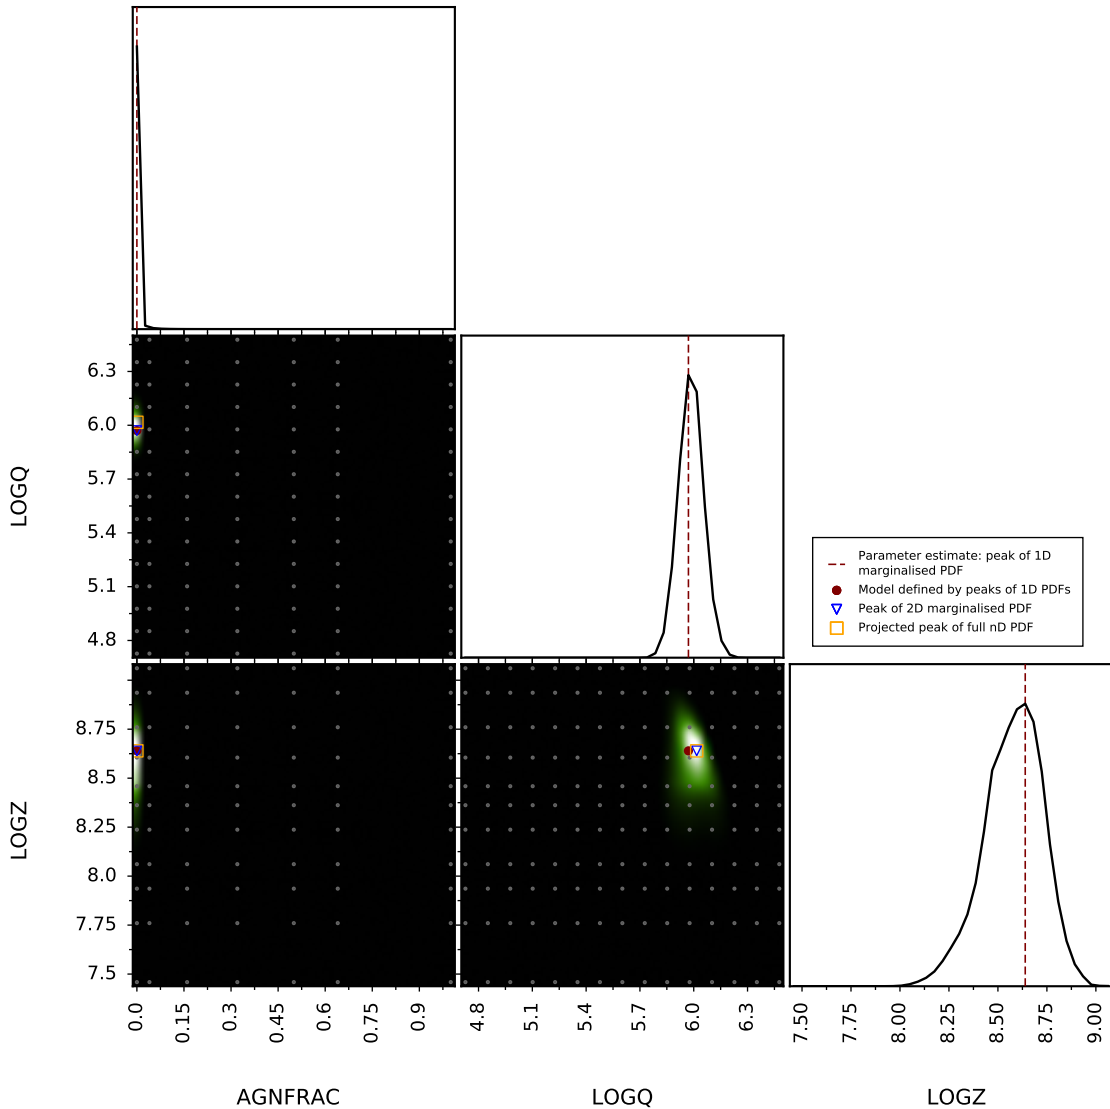 6.3
6.0
5.7
5.4
5.1
4.8
LOGQ
Parameter estimate: peak of 1D
marginalised PDF
Model defined by peaks of 1D PDFs
Peak of 2D marginalised PDF
Projected peak of full nD PDF
8.75
8.5
8.25
8.0
7.75
7.5
LOGZ
0.0 0.15 0.3 0.45 0.6 0.75 0.9
4.8 5.1 5.4 5.7 6.0 6.3
7.50 7.75 8.00 8.25 8.50 8.75 9.00
AGNFRAC LOGQ LOGZ